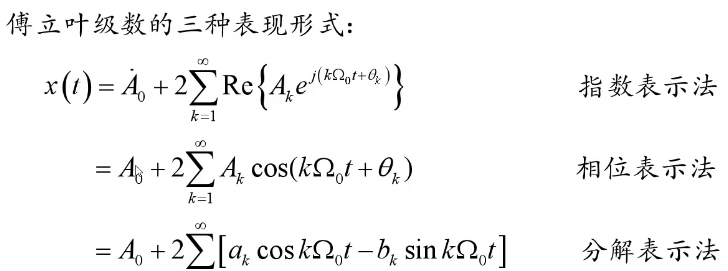 傅立叶级数的三种表现形式：
x(t) = Ȧ₀ + 2∑_{k=1}^{∞} Re{A_k e^{j(kΩ₀t+θ_k)}} 指数表示法
= A₀ + 2∑_{k=1}^{∞} A_k cos(kΩ₀t + θ_k) 相位表示法
= A₀ + 2∑^{∞} [a_k cos kΩ₀t − b_k sin kΩ₀t] 分解表示法